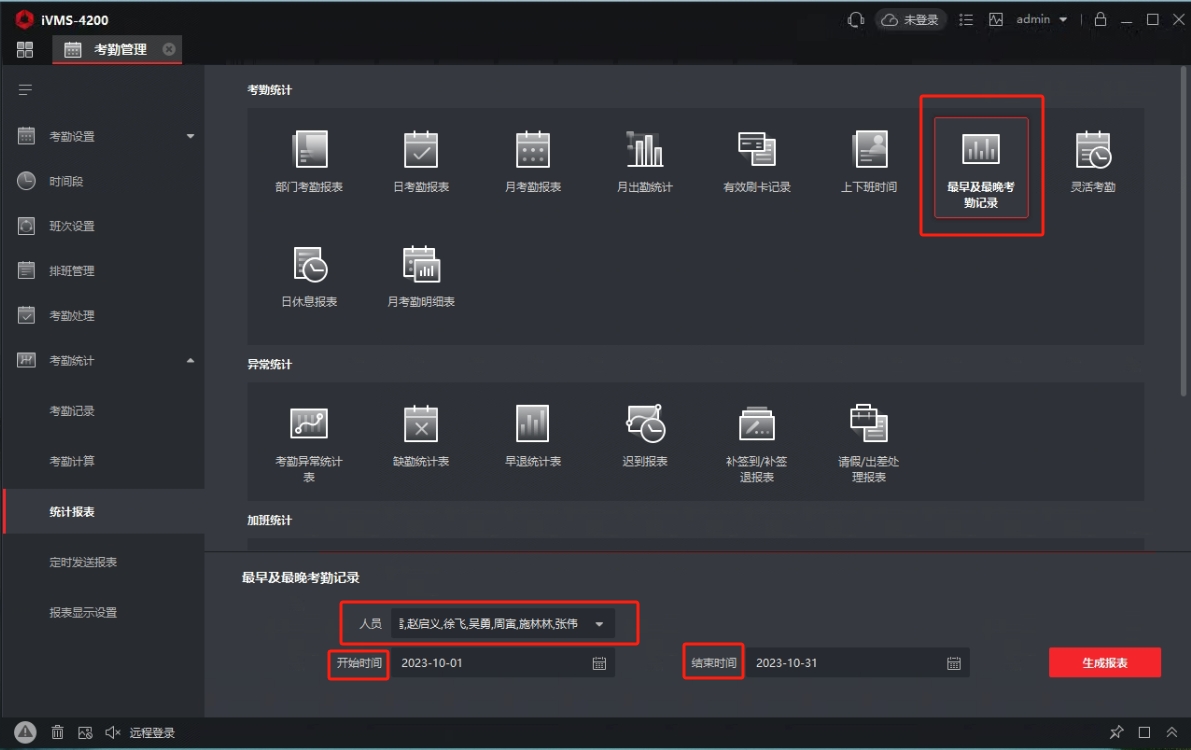 iVMS-4200
未登录
admin
考勤管理
考勤设置
时间段
班次设置
排班管理
考勤处理
考勤统计
考勤记录
考勤计算
统计报表
定时发送报表
报表显示设置
考勤统计
部门考勤报表
日考勤报表
月考勤报表
月出勤统计
有效刷卡记录
上下班时间
最早及最晚考
勤记录
灵活考勤
日休息报表
月考勤明细表
异常统计
考勤异常统计
表
缺勤统计表
早退统计表
迟到报表
补签到/补签
退报表
请假/出差处
理报表
加班统计
最早及最晚考勤记录
人员
,赵启义,徐飞,吴勇,周寅,施林林,张伟
开始时间
2023-10-01
结束时间
2023-10-31
生成报表
远程登录